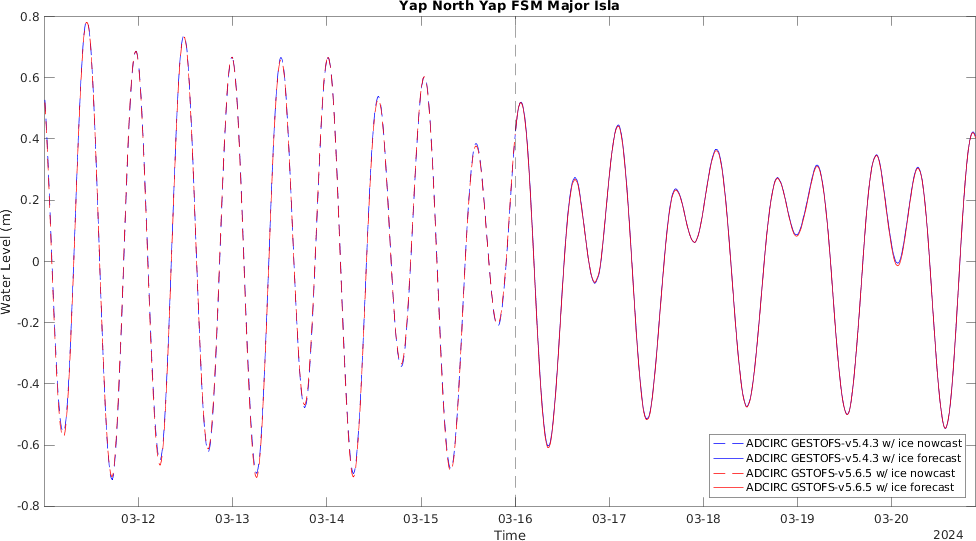 Yap North Yap FSM Major Isla
0.8
0.6
0.4
0.2
0
-0.2
-0.4
-0.6
-0.8
Water Level (m)
03-12 03-13 03-14 03-15 03-16 03-17 03-18 03-19 03-20
Time
2024
ADCIRC GESTOFS-v5.4.3 w/ ice nowcast
ADCIRC GESTOFS-v5.4.3 w/ ice forecast
ADCIRC GSTOFS-v5.6.5 w/ ice nowcast
ADCIRC GSTOFS-v5.6.5 w/ ice forecast